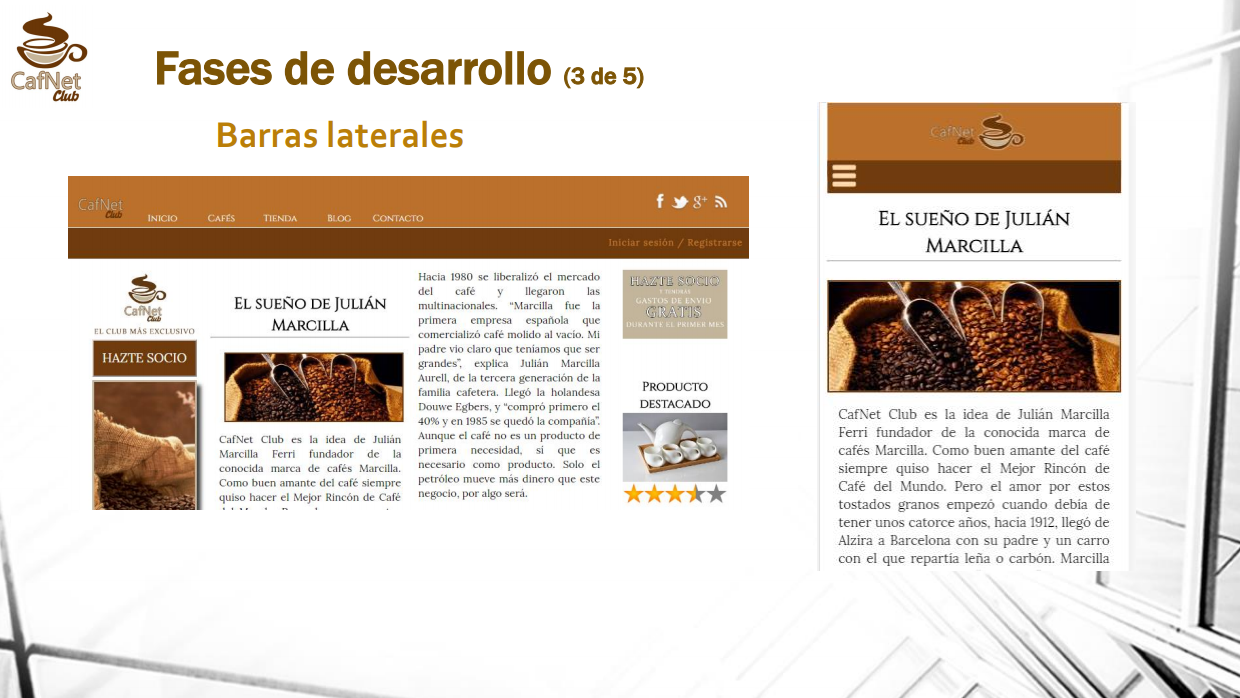 CafNet
Club
Fases de desarrollo (3 de 5)
Barras laterales
CafNet
Club
INICIO
CAFÉS
TIENDA
BLOG
CONTACTO
Iniciar sesión / Registrarse
CafNet
Club
EL CLUB MÁS EXCLUSIVO
HAZTE SOCIO
EL SUEÑO DE JULIÁN
MARCILLA
CafNet Club es la idea de Julián
Marcilla Ferri fundador de la
conocida marca de cafés Marcilla.
Como buen amante del café siempre
quiso hacer el Mejor Rincón de Café
Hacia 1980 se liberalizó el mercado
del café y llegaron las
multinacionales. “Marcilla fue la
primera empresa española que
comercializó café molido al vacío. Mi
padre vio claro que teníamos que ser
grandes”, explica Julián Marcilla
Aurell, de la tercera generación de la
familia cafetera. Llegó la holandesa
Douwe Egbers, y “compró primero el
40% y en 1985 se quedó la compañía”.
Aunque el café no es un producto de
primera necesidad, sí que es
necesario como producto. Solo el
petróleo mueve más dinero que este
negocio, por algo será.
HAZTE SOCIO
Y TENDRÁS
GASTOS DE ENVIO
GRATIS
DURANTE EL PRIMER MES
PRODUCTO
DESTACADO
CafNet
Club
EL SUEÑO DE JULIÁN
MARCILLA
CafNet Club es la idea de Julián Marcilla
Ferri fundador de la conocida marca de
cafés Marcilla. Como buen amante del café
siempre quiso hacer el Mejor Rincón de
Café del Mundo. Pero el amor por estos
tostados granos empezó cuando debía de
tener unos catorce años, hacia 1912, llegó de
Alzira a Barcelona con su padre y un carro
con el que repartía leña o carbón. Marcilla